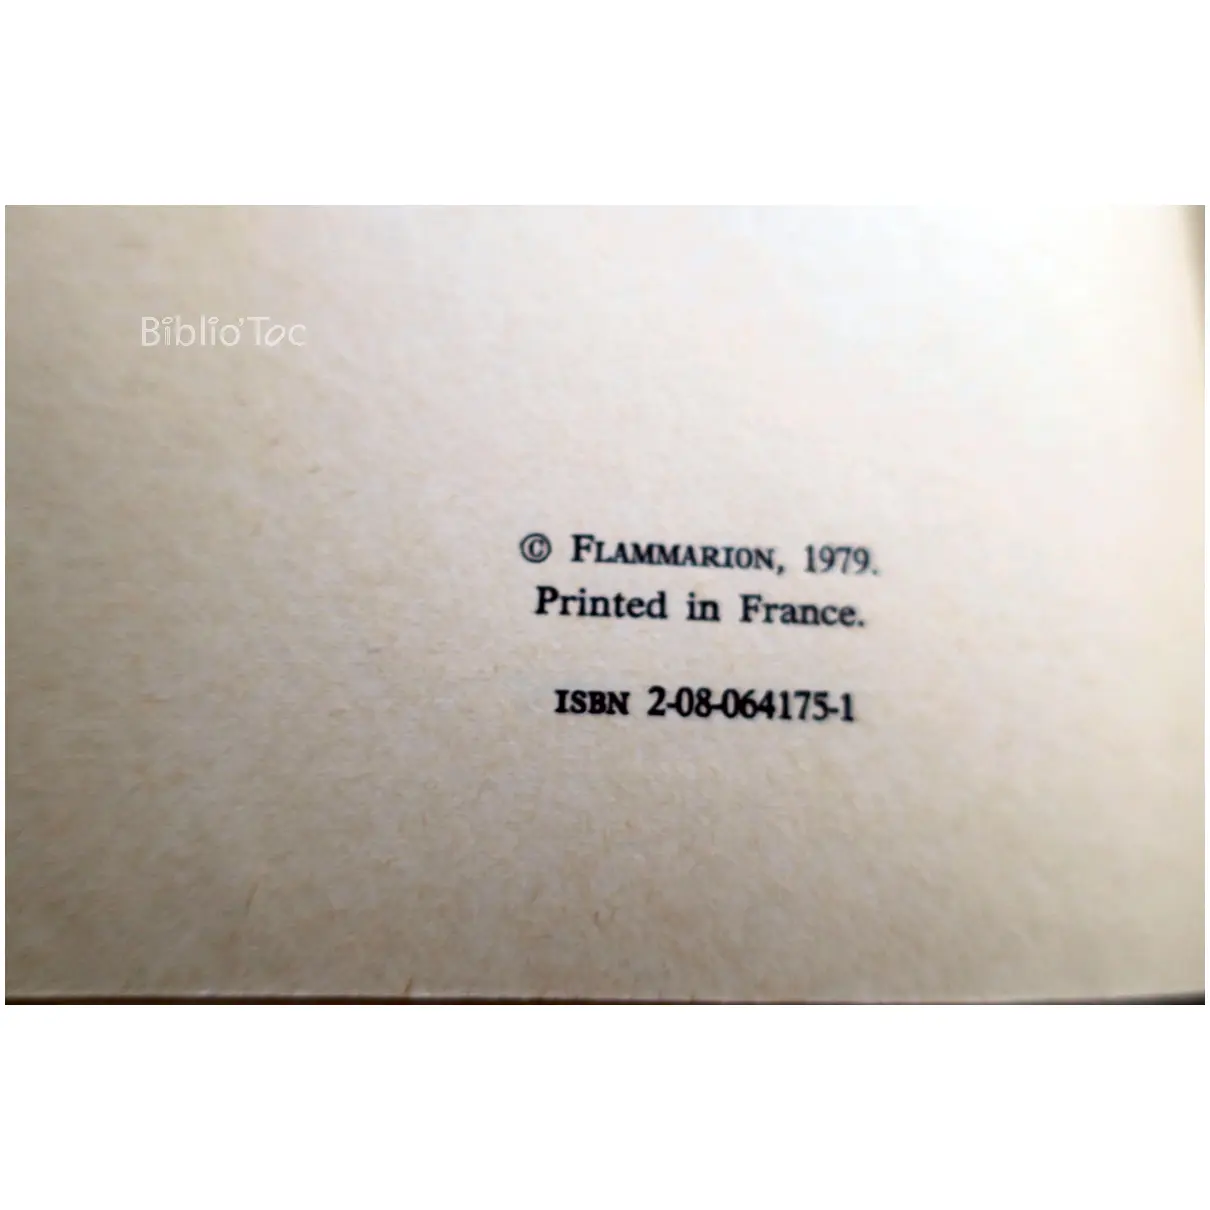 Biblio'Toc
© FLAMMARION, 1979.
Printed in France.
ISBN 2-08-064175-1